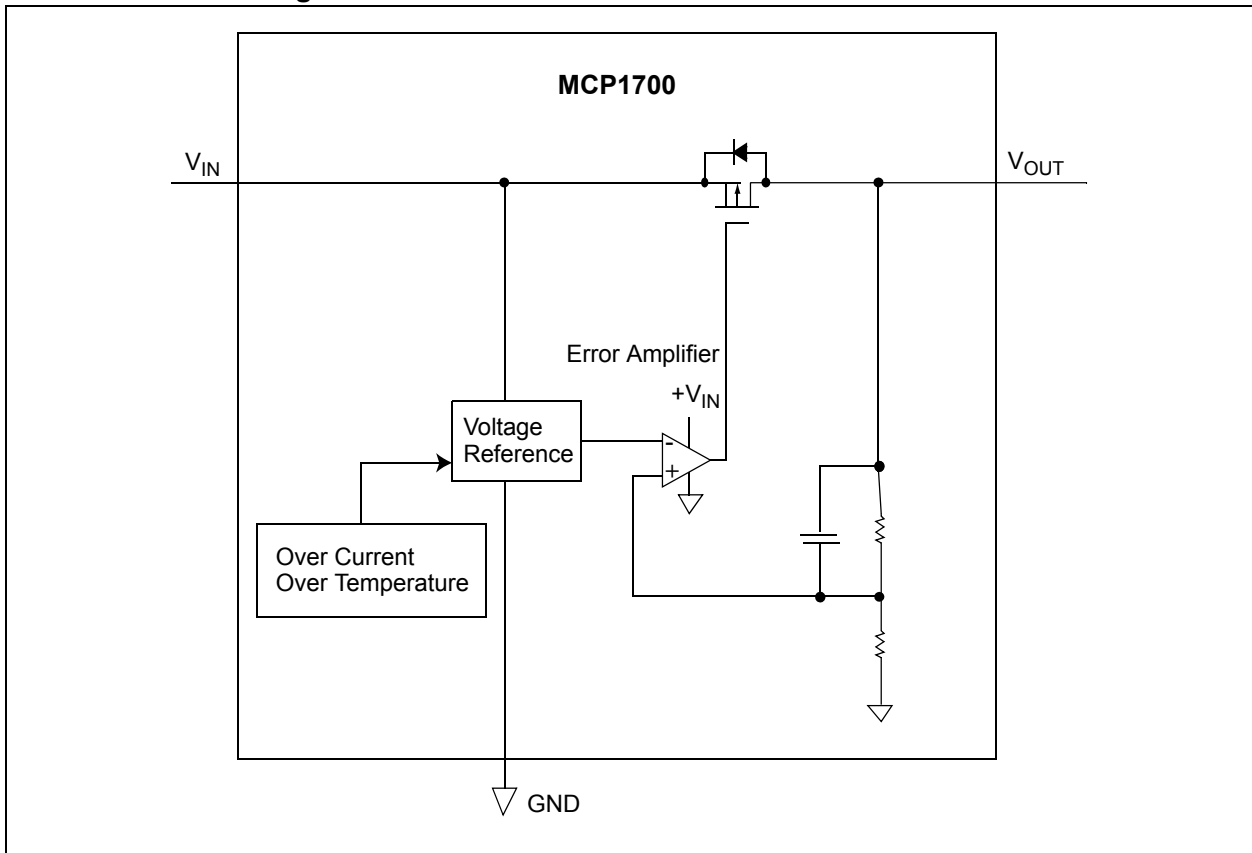 MCP1700
VIN
VOUT
Error Amplifier
+VIN
Voltage
Reference
-
+
Over Current
Over Temperature
GND